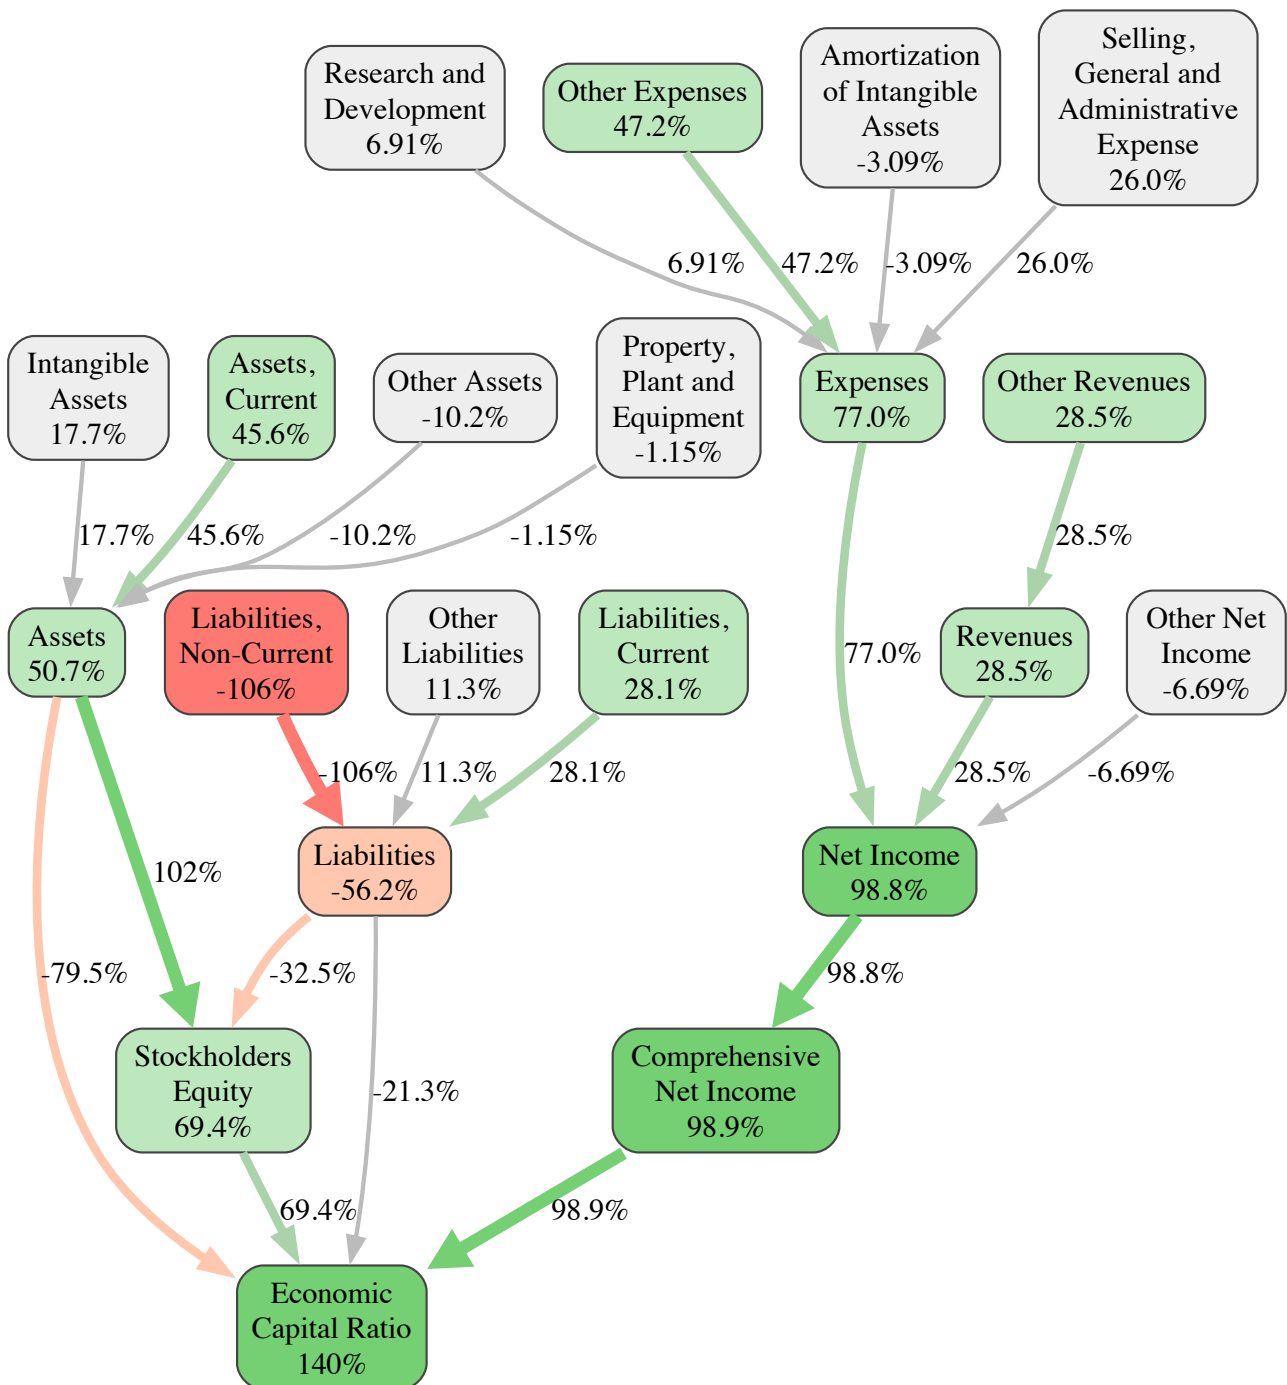 Research and
Development
6.91%
Other Expenses
47.2%
Amortization
of Intangible
Assets
-3.09%
Selling,
General and
Administrative
Expense
26.0%
6.91%
47.2%
-3.09%
26.0%
Intangible
Assets
17.7%
Assets,
Current
45.6%
Other Assets
-10.2%
Property,
Plant and
Equipment
-1.15%
Expenses
77.0%
Other Revenues
28.5%
17.7%
45.6%
-10.2%
-1.15%
28.5%
Assets
50.7%
Liabilities,
Non-Current
-106%
Other
Liabilities
11.3%
Liabilities,
Current
28.1%
77.0%
Revenues
28.5%
Other Net
Income
-6.69%
-106%
11.3%
28.1%
28.5%
-6.69%
102%
Liabilities
-56.2%
Net Income
98.8%
-79.5%
-32.5%
98.8%
Stockholders
Equity
69.4%
-21.3%
Comprehensive
Net Income
98.9%
69.4%
98.9%
Economic
Capital Ratio
140%